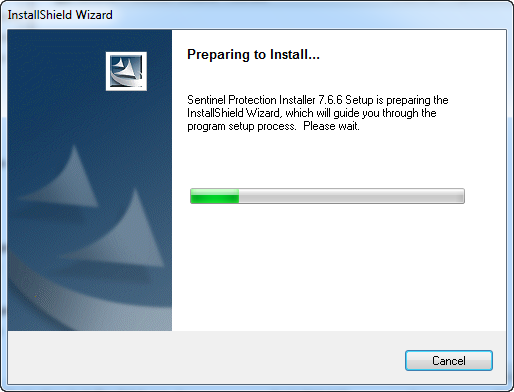 InstallShield Wizard
Preparing to Install...
Sentinel Protection Installer 7.6.6 Setup is preparing the
InstallShield Wizard, which will guide you through the
program setup process.  Please wait.
Cancel